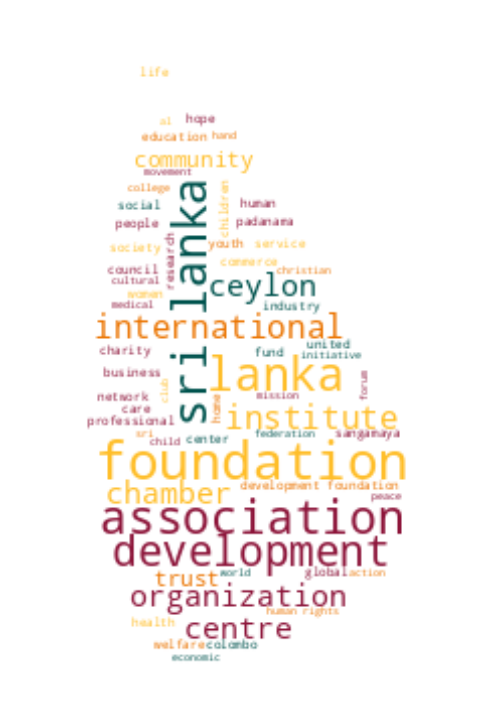 life
al hope
education hand
community
movement
college
children
social human
people padanama
sri lanka
research
society youth service
commerce
council christian
cultural
ceylon
women
medical industry
international
united
charity fund initiative
lanka
business
forum
club
network mission
care home
institute
professional
sri federation sangamaya
child center
foundation
development foundation
chamber
peace
association
development
world global action
trust
organization
human rights
health
centre
welfare colombo
economic